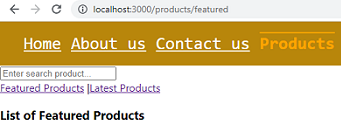 localhost:3000/products/featured
Home About us Contact us Products
Enter search product...
Featured Products |Latest Products
List of Featured Products